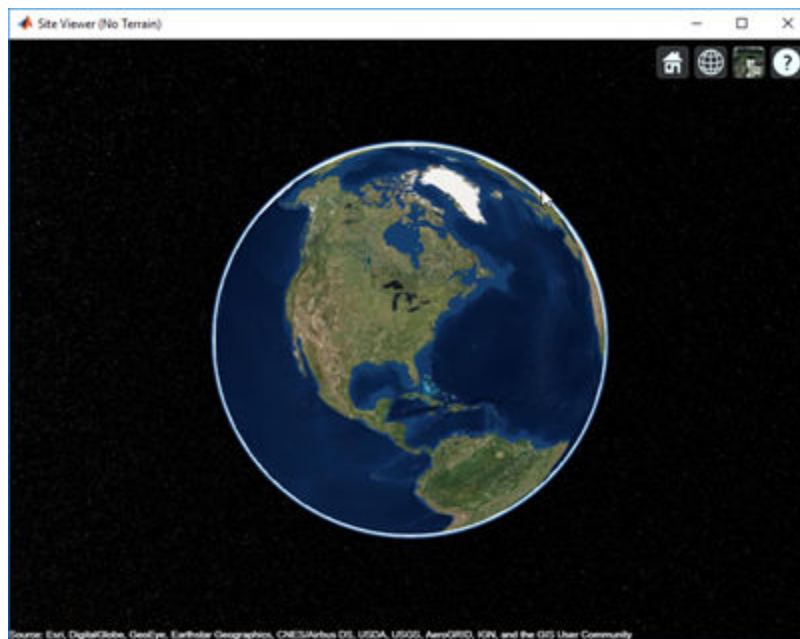 Site Viewer (No Terrain)
?
Source: Esri, DigitalGlobe, GeoEye, Earthstar Geographics, CNES/Airbus DS, USDA, USGS, AeroGRID, IGN, and the GIS User Community